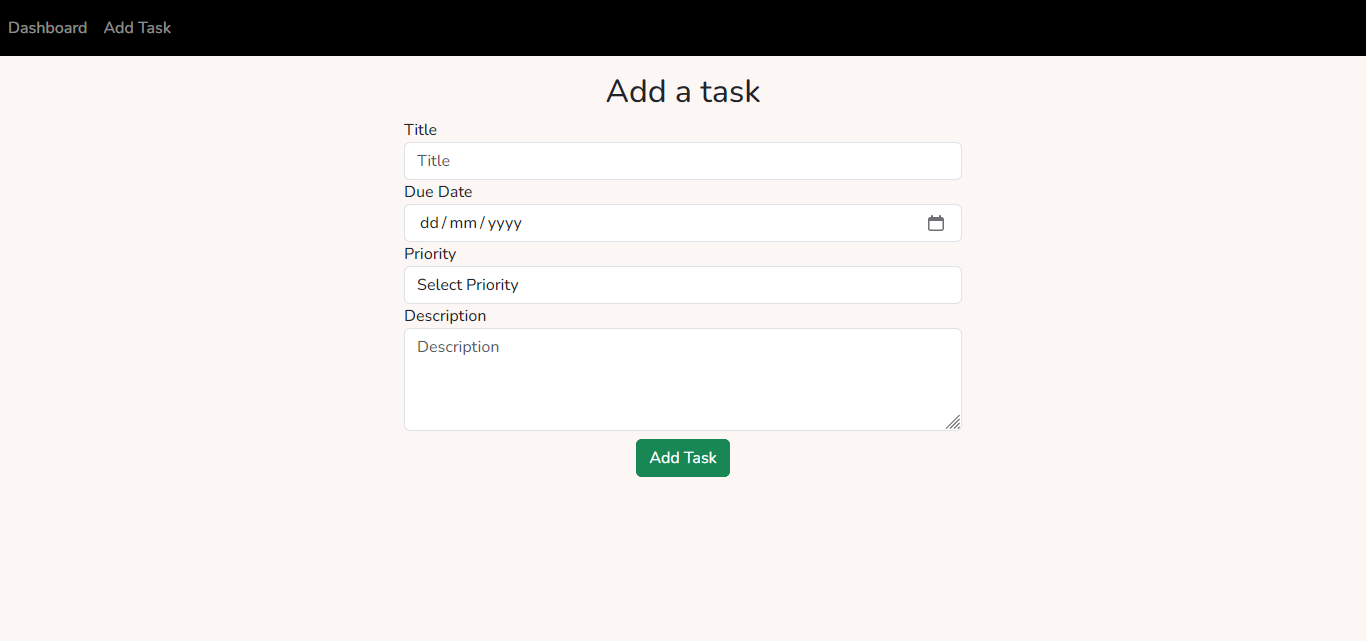 Dashboard Add Task
Add a task
Title
Title
Due Date
dd/mm/yyyy
Priority
Select Priority
Description
Description
Add Task